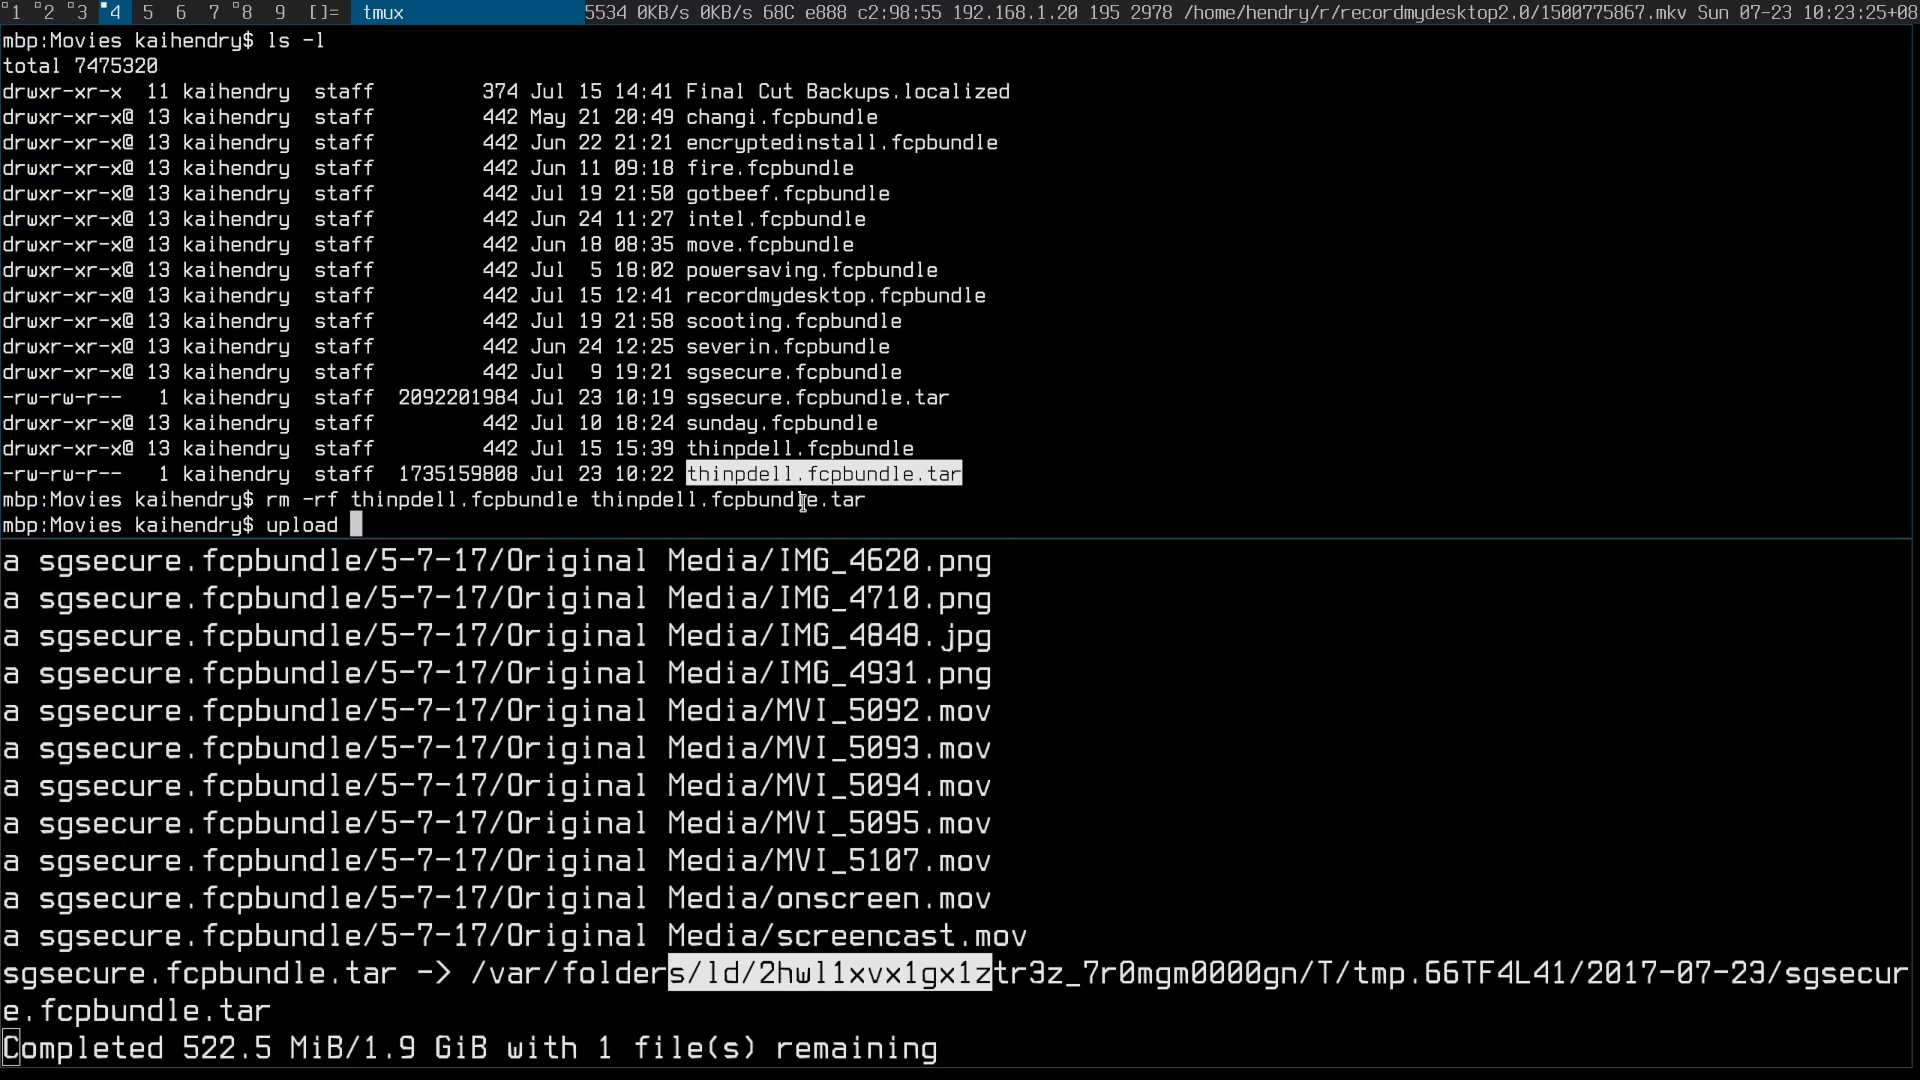 1 2 3 4 5 6 7 8 9 []= tmux 5534 0KB/s 0KB/s 68C e888 c2:98:55 192.168.1.20 195 2978 /home/hendry/r/recordmydesktop2.0/1500775867.mkv Sun 07-23 10:23:25+08
mbp:Movies kaihendry$ ls -l
total 7475320
drwxr-xr-x  11 kaihendry  staff         374 Jul 15 14:41 Final Cut Backups.localized
drwxr-xr-x@ 13 kaihendry  staff         442 May 21 20:49 changi.fcpbundle
drwxr-xr-x@ 13 kaihendry  staff         442 Jun 22 21:21 encryptedinstall.fcpbundle
drwxr-xr-x@ 13 kaihendry  staff         442 Jun 11 09:18 fire.fcpbundle
drwxr-xr-x@ 13 kaihendry  staff         442 Jul 19 21:50 gotbeef.fcpbundle
drwxr-xr-x@ 13 kaihendry  staff         442 Jun 24 11:27 intel.fcpbundle
drwxr-xr-x@ 13 kaihendry  staff         442 Jun 18 08:35 move.fcpbundle
drwxr-xr-x@ 13 kaihendry  staff         442 Jul  5 18:02 powersaving.fcpbundle
drwxr-xr-x@ 13 kaihendry  staff         442 Jul 15 12:41 recordmydesktop.fcpbundle
drwxr-xr-x@ 13 kaihendry  staff         442 Jul 19 21:58 scooting.fcpbundle
drwxr-xr-x@ 13 kaihendry  staff         442 Jun 24 12:25 severin.fcpbundle
drwxr-xr-x@ 13 kaihendry  staff         442 Jul  9 19:21 sgsecure.fcpbundle
-rw-rw-r--   1 kaihendry  staff  2092201984 Jul 23 10:19 sgsecure.fcpbundle.tar
drwxr-xr-x@ 13 kaihendry  staff         442 Jul 10 18:24 sunday.fcpbundle
drwxr-xr-x@ 13 kaihendry  staff         442 Jul 15 15:39 thinpdell.fcpbundle
-rw-rw-r--   1 kaihendry  staff  1735159808 Jul 23 10:22 thinpdell.fcpbundle.tar
mbp:Movies kaihendry$ rm -rf thinpdell.fcpbundle thinpdell.fcpbundle.tar
mbp:Movies kaihendry$ upload
a sgsecure.fcpbundle/5-7-17/Original Media/IMG_4620.png
a sgsecure.fcpbundle/5-7-17/Original Media/IMG_4710.png
a sgsecure.fcpbundle/5-7-17/Original Media/IMG_4848.jpg
a sgsecure.fcpbundle/5-7-17/Original Media/IMG_4931.png
a sgsecure.fcpbundle/5-7-17/Original Media/MVI_5092.mov
a sgsecure.fcpbundle/5-7-17/Original Media/MVI_5093.mov
a sgsecure.fcpbundle/5-7-17/Original Media/MVI_5094.mov
a sgsecure.fcpbundle/5-7-17/Original Media/MVI_5095.mov
a sgsecure.fcpbundle/5-7-17/Original Media/MVI_5107.mov
a sgsecure.fcpbundle/5-7-17/Original Media/onscreen.mov
a sgsecure.fcpbundle/5-7-17/Original Media/screencast.mov
sgsecure.fcpbundle.tar -> /var/folders/ld/2hwl1xvx1gx1ztr3z_7r0mgm0000gn/T/tmp.66TF4L41/2017-07-23/sgsecur
e.fcpbundle.tar
Completed 522.5 MiB/1.9 GiB with 1 file(s) remaining